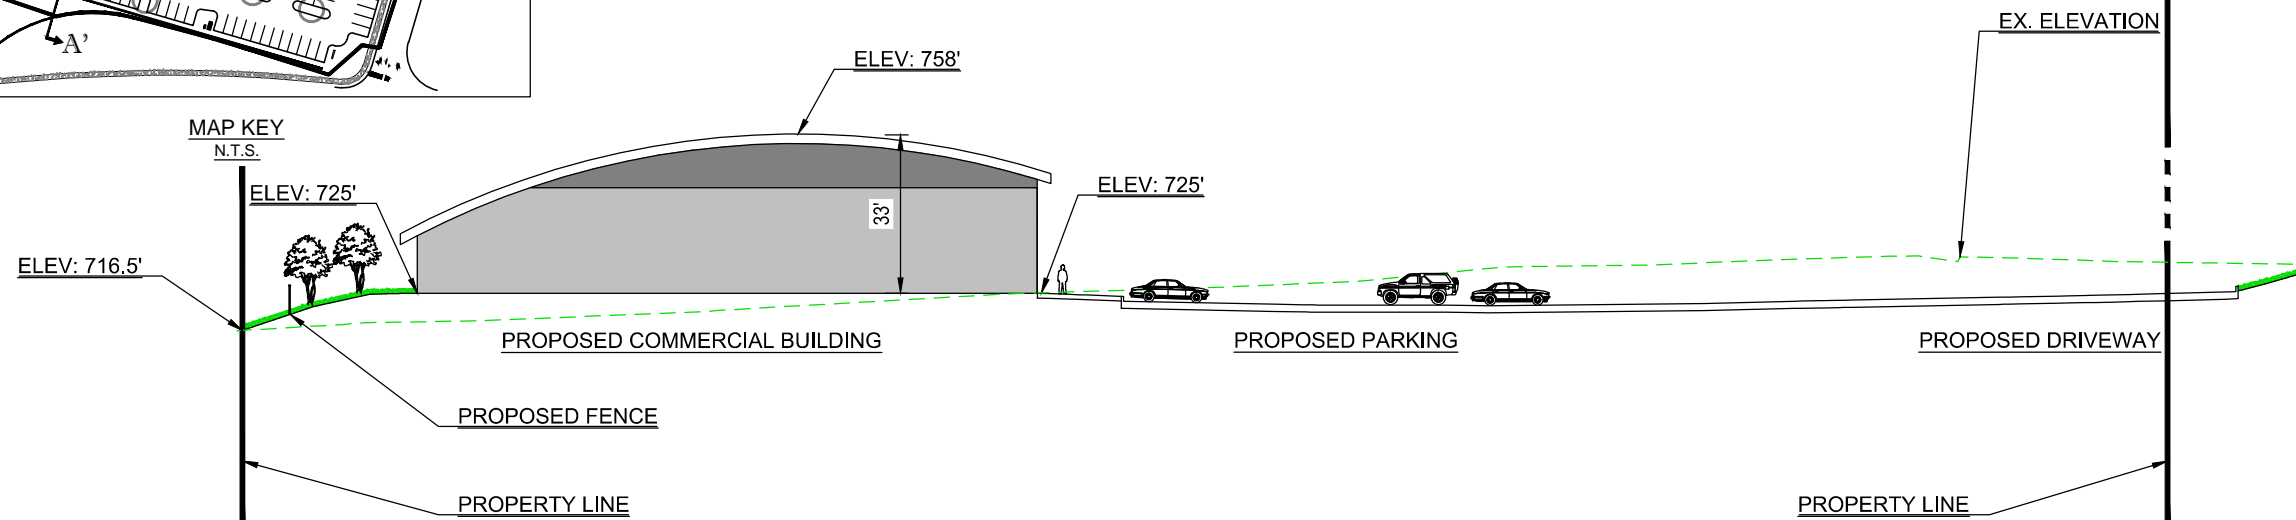 A'
EX. ELEVATION
ELEV: 758'
MAP KEY
N.T.S.
ELEV: 725'
ELEV: 725'
33'
ELEV: 716.5'
PROPOSED COMMERCIAL BUILDING
PROPOSED PARKING
PROPOSED DRIVEWAY
PROPOSED FENCE
PROPERTY LINE
PROPERTY LINE